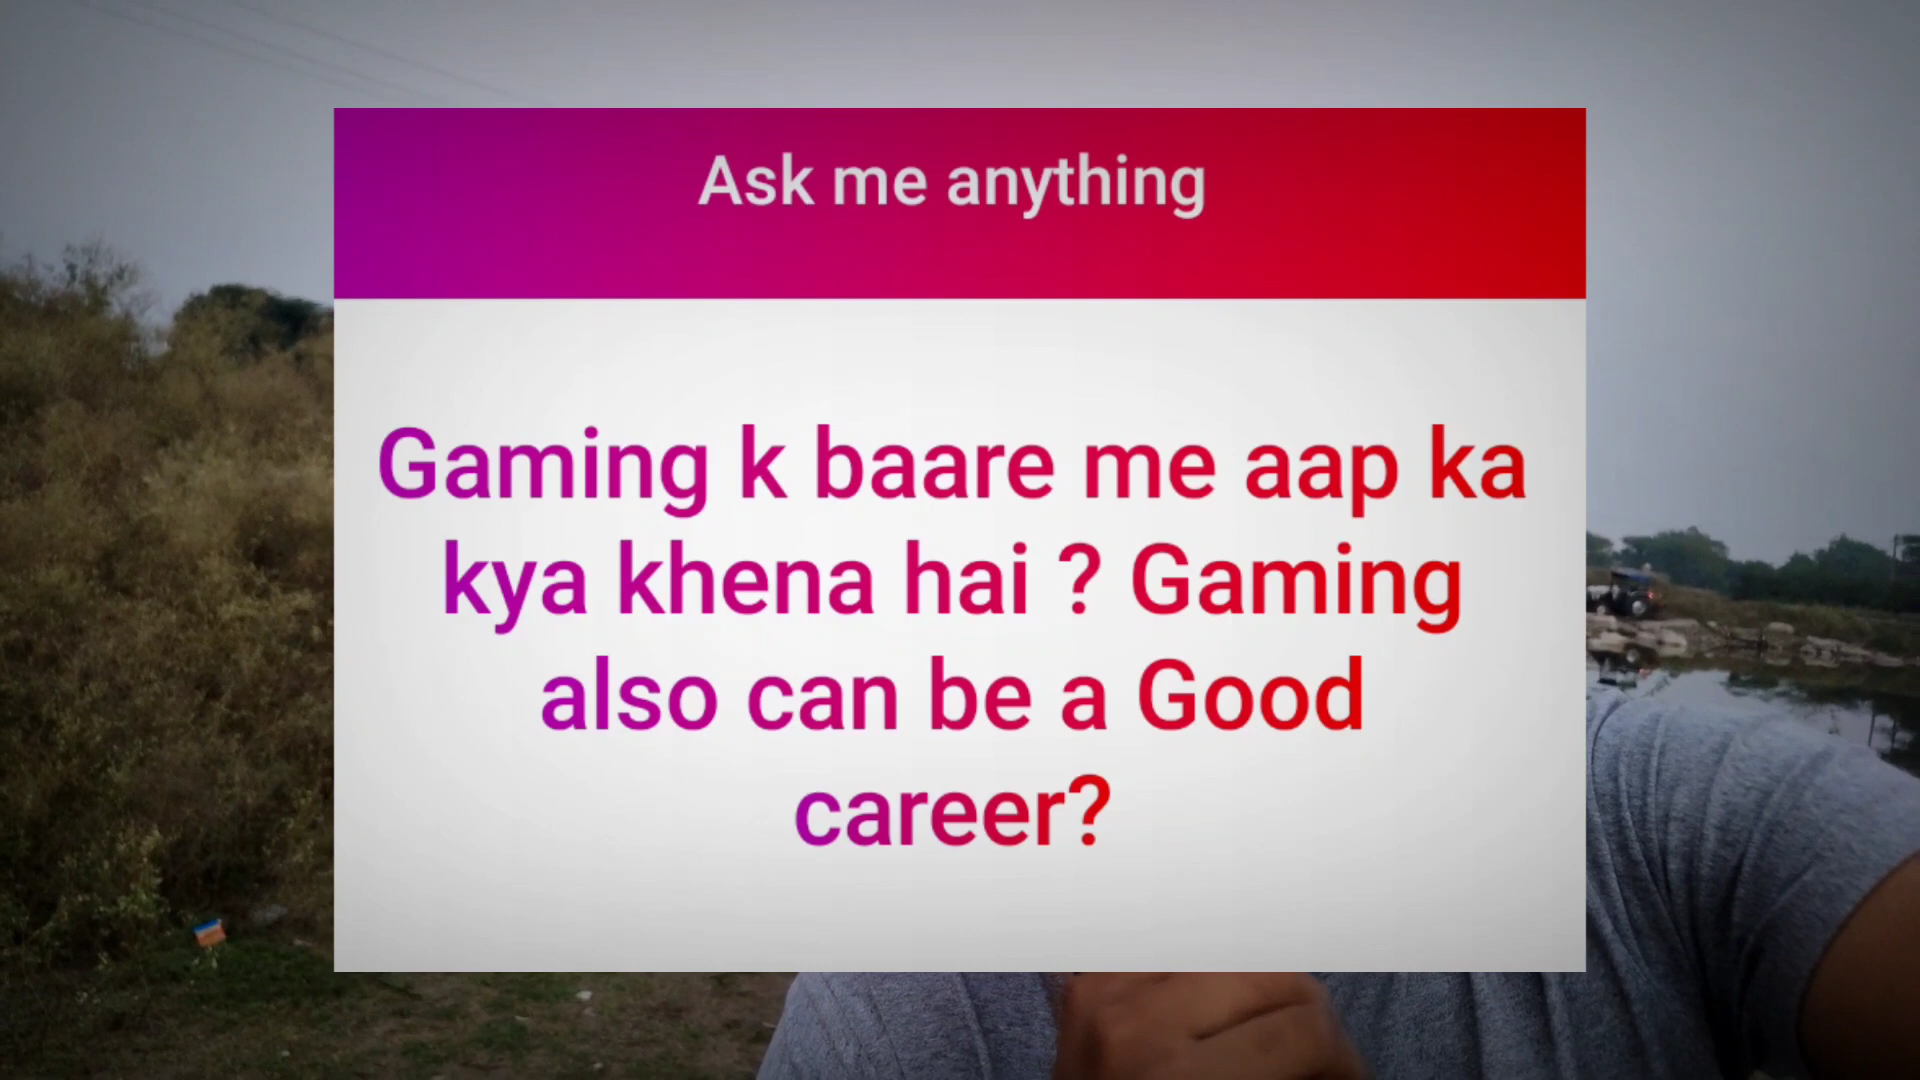 Ask me anything
Gaming k baare me aap ka
kya khena hai ? Gaming
also can be a Good
career?